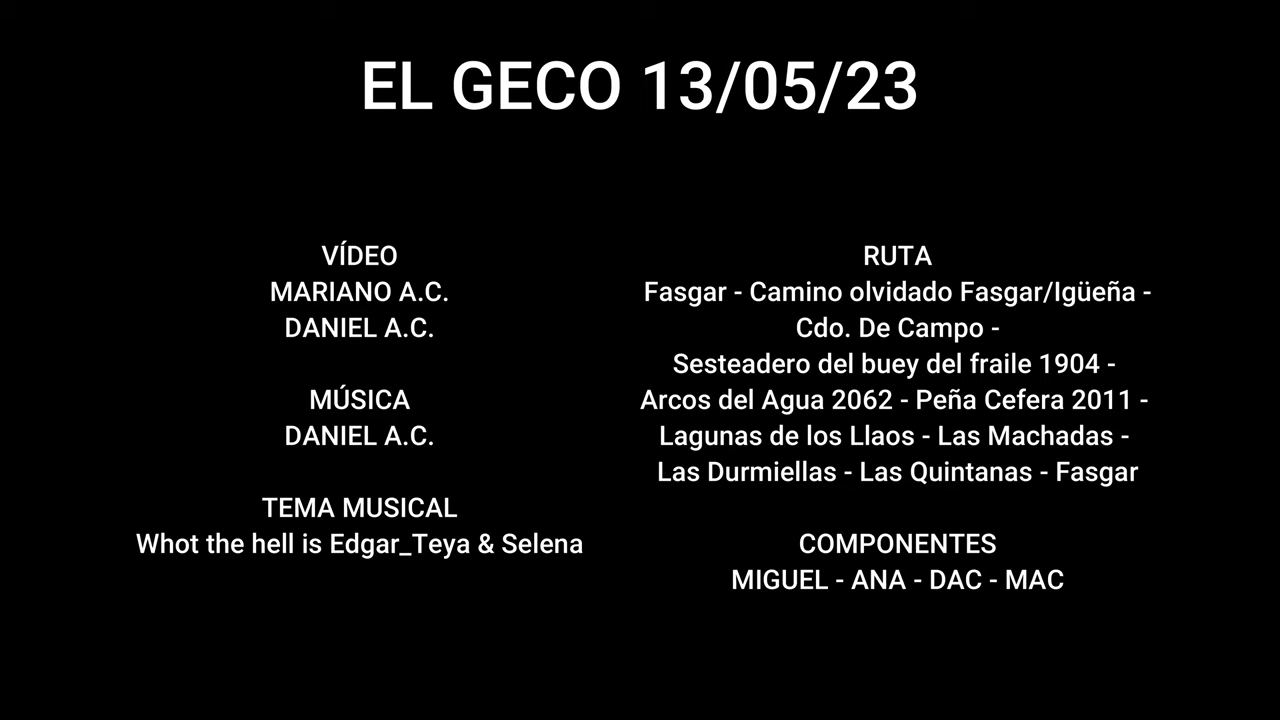 EL GECO 13/05/23
VÍDEO
MARIANO A.C.
DANIEL A.C.
MÚSICA
DANIEL A.C.
TEMA MUSICAL
Whot the hell is Edgar_Teya & Selena
RUTA
Fasgar - Camino olvidado Fasgar/Igüeña -
Cdo. De Campo -
Sesteadero del buey del fraile 1904 -
Arcos del Agua 2062 - Peña Cefera 2011 -
Lagunas de los Llaos - Las Machadas -
Las Durmiellas - Las Quintanas - Fasgar
COMPONENTES
MIGUEL - ANA - DAC - MAC